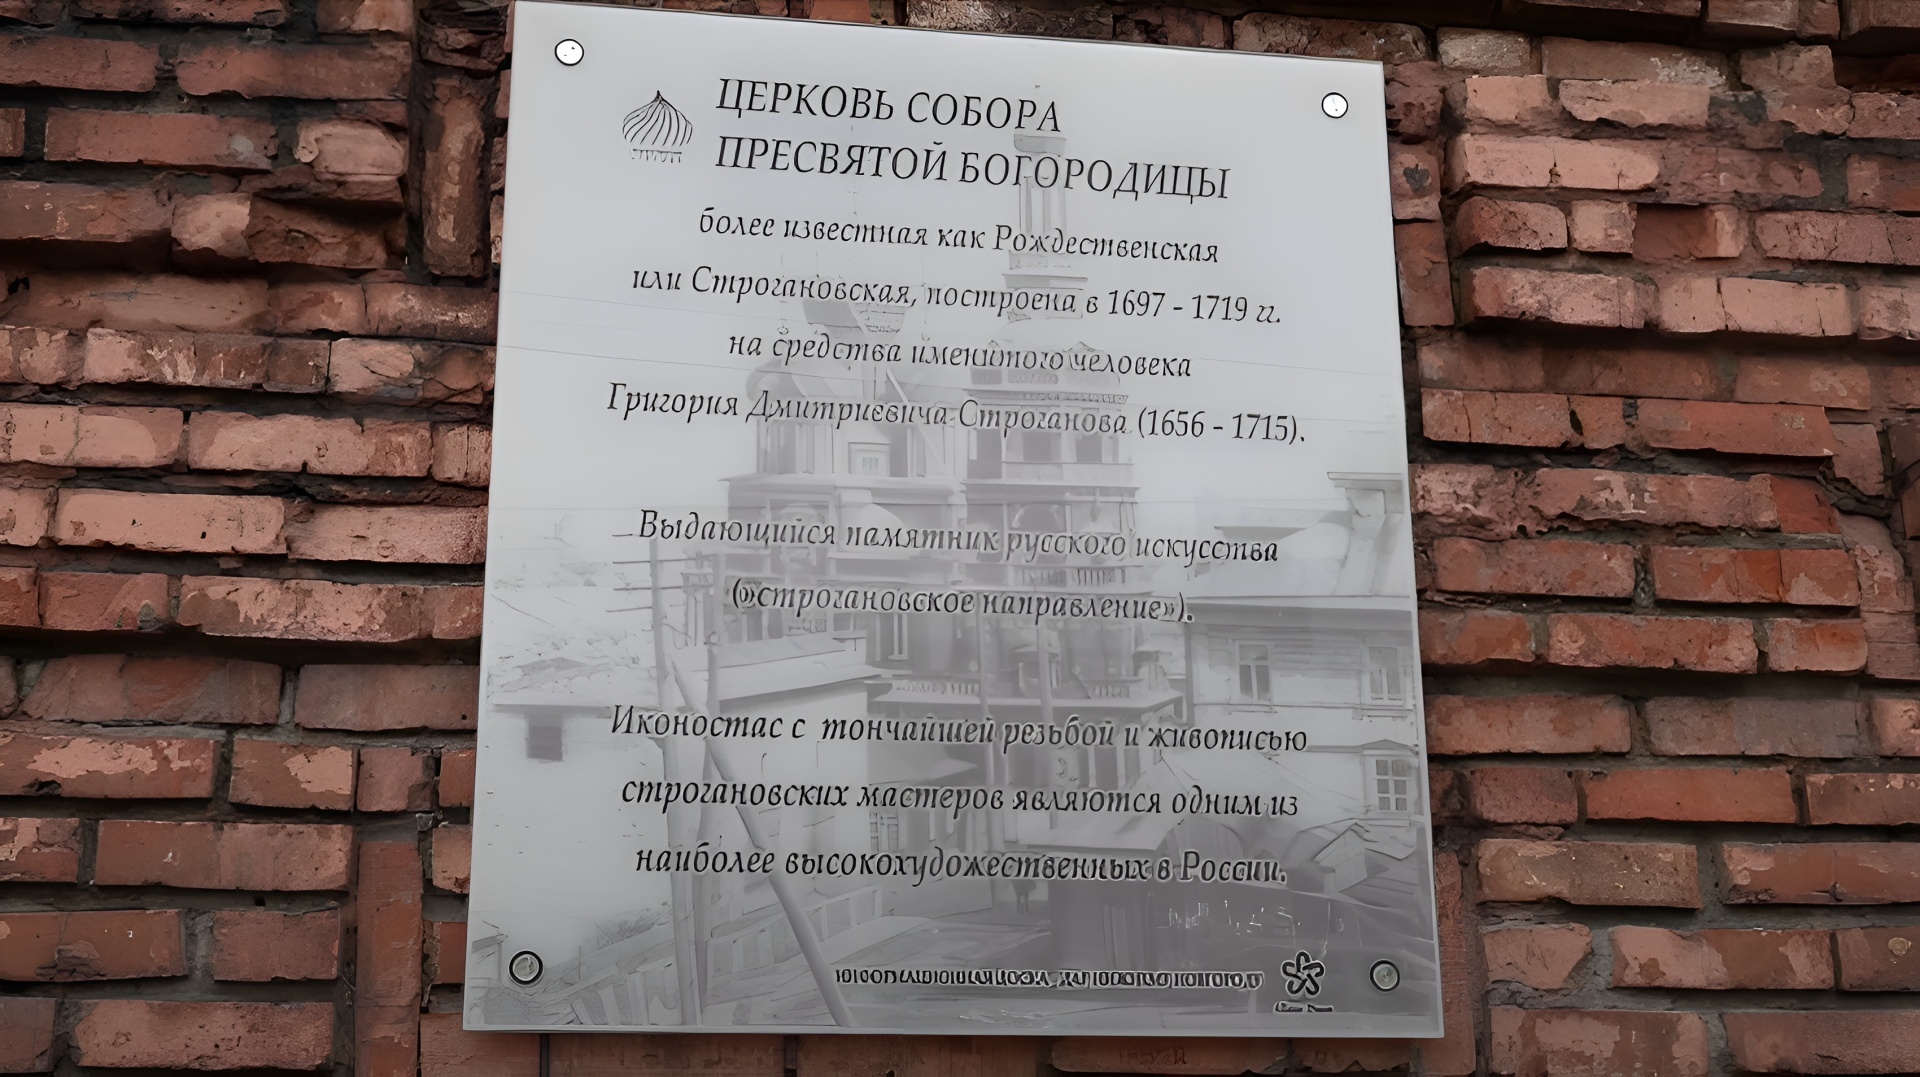 ЦЕРКОВЬ СОБОРА
ПРЕСВЯТОЙ БОГОРОДИЦЫ
более известная как Рождественская
или Строгановская, построена в 1697 - 1719 гг.
на средства именитого человека
Григория Дмитриевича Строганова (1656 - 1715).
Выдающийся памятник русского искусства
(«строгановское направление»).
Иконостас с тончайшей резьбой и живописью
строгановских мастеров являются одним из
наиболее высокохудожественных в России.